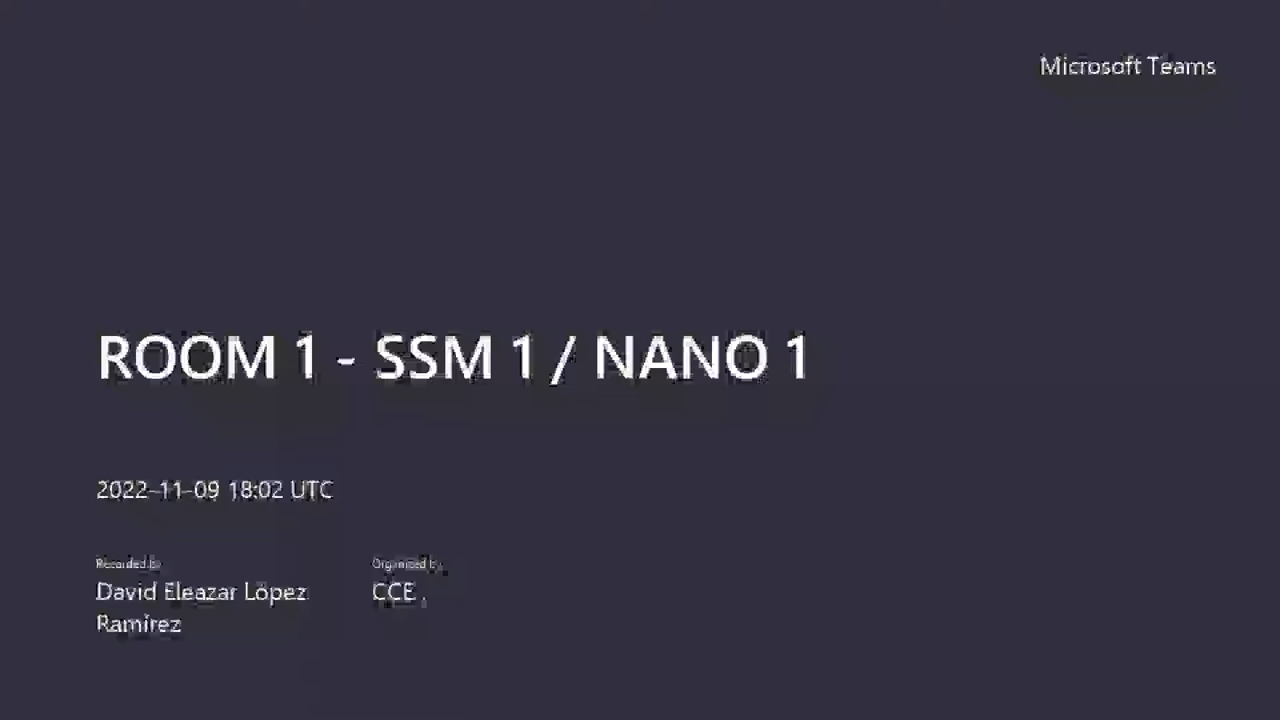 Microsoft Teams
ROOM 1 - SSM 1 / NANO 1
2022-11-09 18:02 UTC
Recorded by
Organized by
David Eleazar López
CCE .
Ramírez